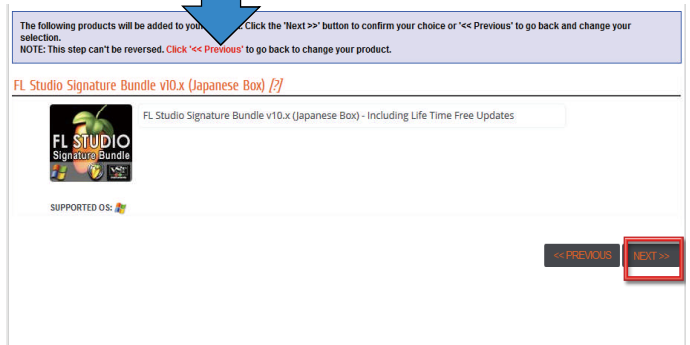 The following products will be added to your Click the 'Next >>' button to confirm your choice or '<< Previous' to go back and change your
selection.
NOTE: This step can't be reversed. Click '<< Previous' to go back to change your product.
FL Studio Signature Bundle v10.x (Japanese Box) [?]
FL Studio Signature Bundle v10.x (Japanese Box) - Including Life Time Free Updates
FL STUDIO
Signature Bundle
SUPPORTED OS:
<< PREVIOUS
NEXT >>